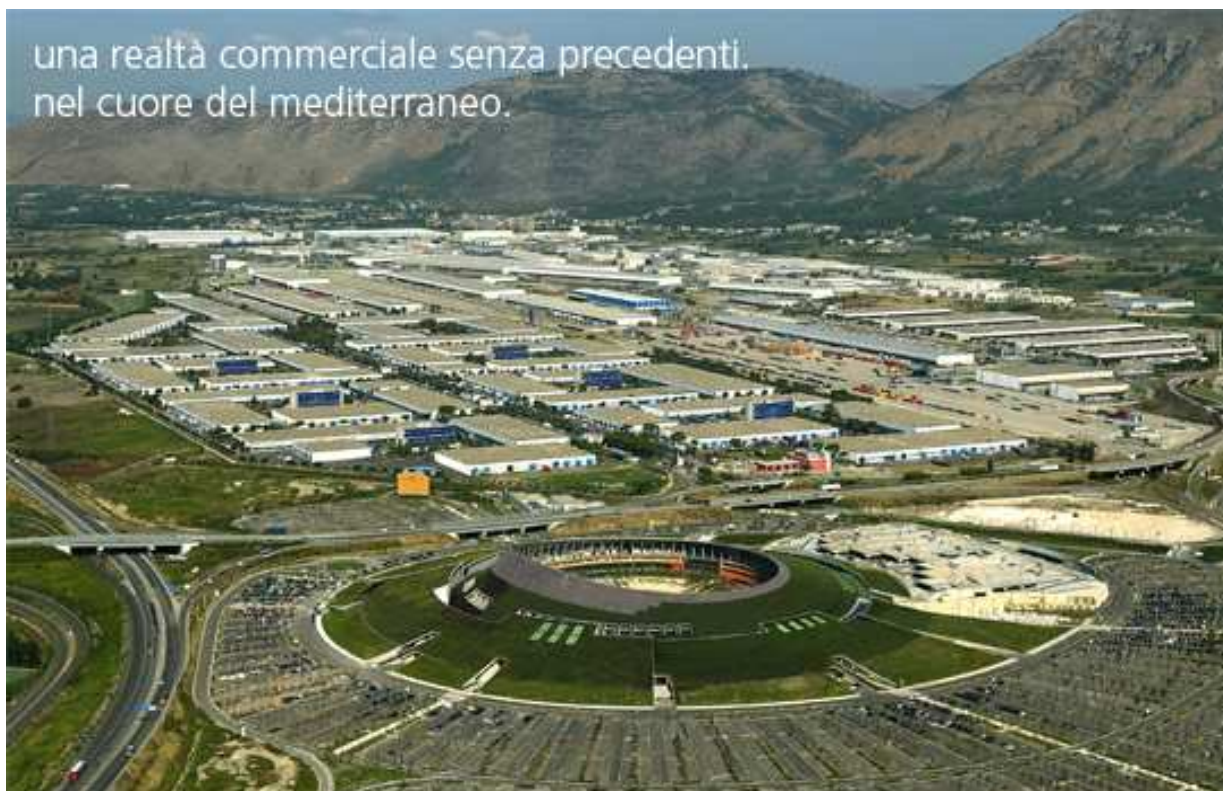 una realtà commerciale senza precedenti.
nel cuore del mediterraneo.